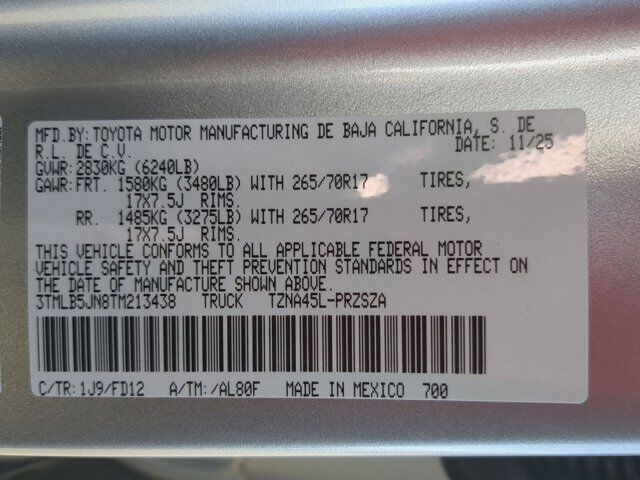 MFD.BY:TOYOTA MOTOR MANUFACTURING DE BAJA CALIFORNIA, S. DE
R.L. DE C.V. DATE: 11/25
GVWR:2830KG (6240LB)
GAWR:FRT. 1580KG (3480LB) WITH 265/70R17 TIRES,
17X7.5J RIMS.
RR. 1485KG (3275LB) WITH 265/70R17 TIRES,
17X7.5J RIMS.
THIS VEHICLE CONFORMS TO ALL APPLICABLE FEDERAL MOTOR
VEHICLE SAFETY AND THEFT PREVENTION STANDARDS IN EFFECT ON
THE DATE OF MANUFACTURE SHOWN ABOVE.
3TMLB5JN8TM213438 TRUCK TZNA45L-PRZSZA
C/TR:1J9/FD12 A/TM:/AL80F MADE IN MEXICO 700